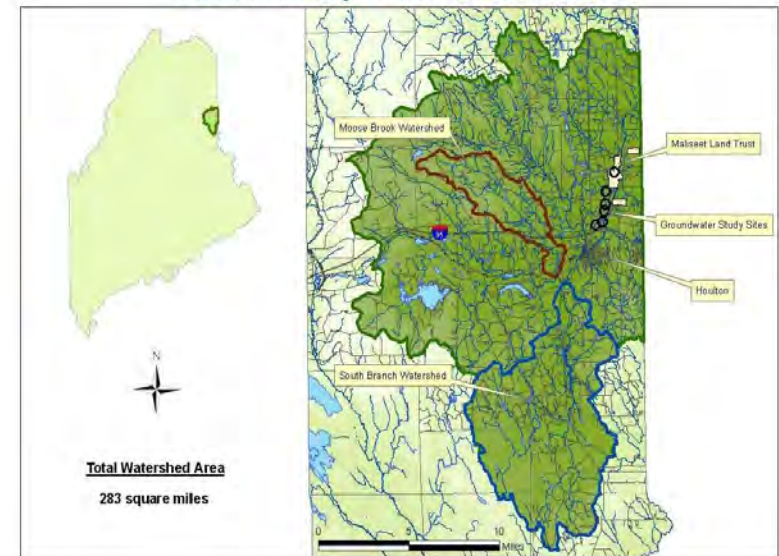 Moose Brook Watershed
Maliseet Land Trust
Groundwater Study Sites
95
Houlton
South Branch Watershed
N
Total Watershed Area
283 square miles
0 5 10
Miles